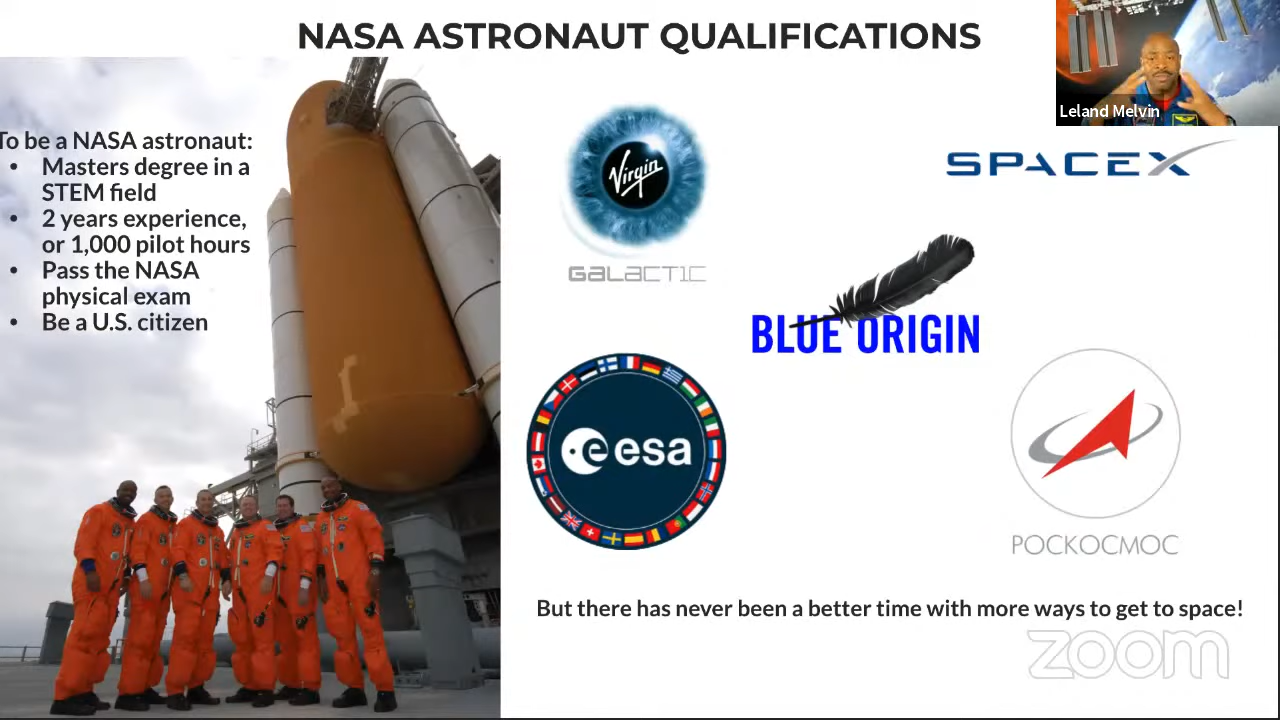 NASA ASTRONAUT QUALIFICATIONS
Leland Melvin
To be a NASA astronaut:
• Masters degree in a
STEM field
• 2 years experience,
or 1,000 pilot hours
• Pass the NASA
physical exam
• Be a U.S. citizen
Virgin
GALACTIC
SPACEX
BLUE ORIGIN
esa
РОСКОСМОС
But there has never been a better time with more ways to get to space!
zoom